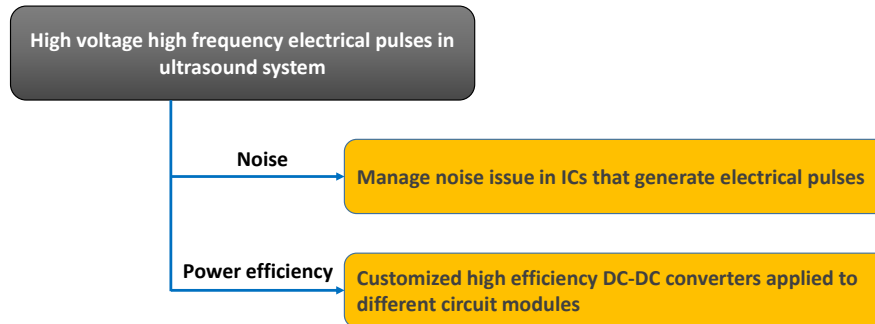 High voltage high frequency electrical pulses in
ultrasound system
Noise
Manage noise issue in ICs that generate electrical pulses
Power efficiency
Customized high efficiency DC-DC converters applied to
different circuit modules